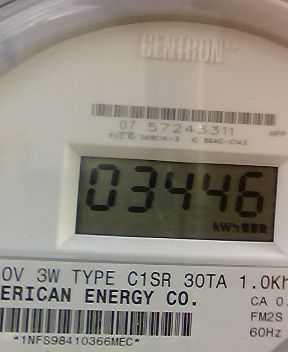 CENTRON
07 57243311
HPP
03446
kWh
0V 3W TYPE C1SR 30TA 1.0Kh
ERICAN ENERGY CO.
CA 0.
FM2S
60Hz
*1NFS98410366MEC*